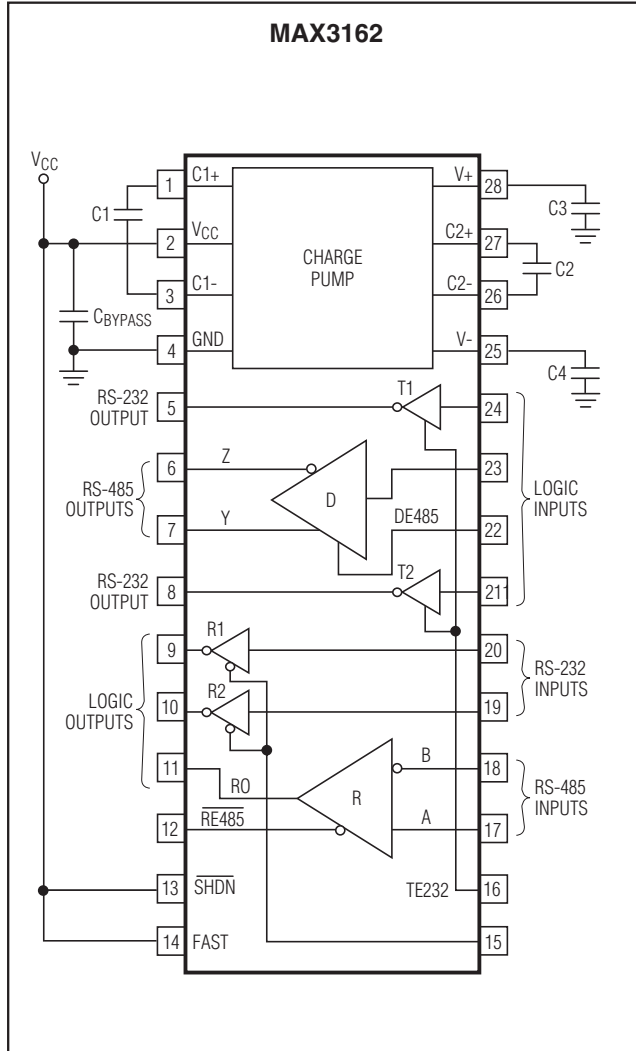 MAX3162
VCC
C1
CBYPASS
1 C1+
2 VCC
3 C1-
4 GND
CHARGE
PUMP
V+ 28
C2+ 27
C2- 26
V- 25
C3
C2
C4
RS-232
OUTPUT
5
T1
24
RS-485
OUTPUTS
6 Z
7 Y
D
23
DE485
22
LOGIC
INPUTS
RS-232
OUTPUT
8
T2
211
LOGIC
OUTPUTS
9 R1
10 R2
11 RO
20
19
RS-232
INPUTS
R
B 18
A 17
RS-485
INPUTS
12 RE485
13 SHDN
14 FAST
TE232 16
15